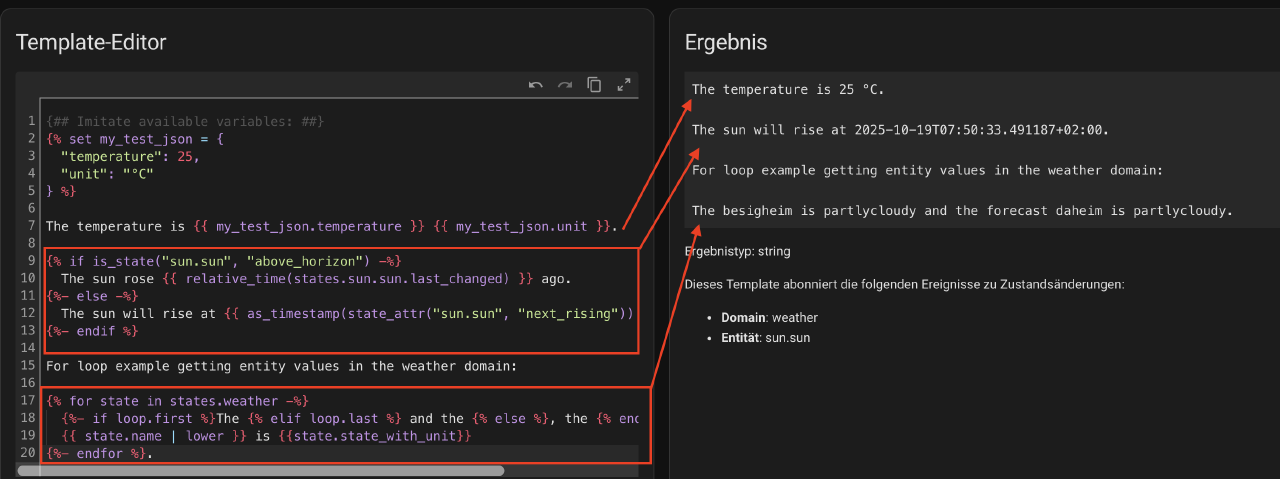 Template-Editor
1 {## Imitate available variables: ##}
2 {% set my_test_json = {
3 "temperature": 25,
4 "unit": "°C"
5 } %}
6
7 The temperature is {{ my_test_json.temperature }} {{ my_test_json.unit }}.
8
9 {% if is_state("sun.sun", "above_horizon") -%}
10 The sun rose {{ relative_time(states.sun.sun.last_changed) }} ago.
11 {%- else -%}
12 The sun will rise at {{ as_timestamp(state_attr("sun.sun", "next_rising"))
13 {%- endif %}
14
15 For loop example getting entity values in the weather domain:
16
17 {% for state in states.weather -%}
18 {%- if loop.first %}The {% elif loop.last %} and the {% else %}, the {% end
19 {{ state.name | lower }} is {{state.state_with_unit}}
20 {%- endfor %}.
Ergebnis
The temperature is 25 °C.
The sun will rise at 2025-10-19T07:50:33.491187+02:00.
For loop example getting entity values in the weather domain:
The besigheim is partlycloudy and the forecast daheim is partlycloudy.
Ergebnistyp: string
Dieses Template abonniert die folgenden Ereignisse zu Zustandsänderungen:
• Domain: weather
• Entität: sun.sun